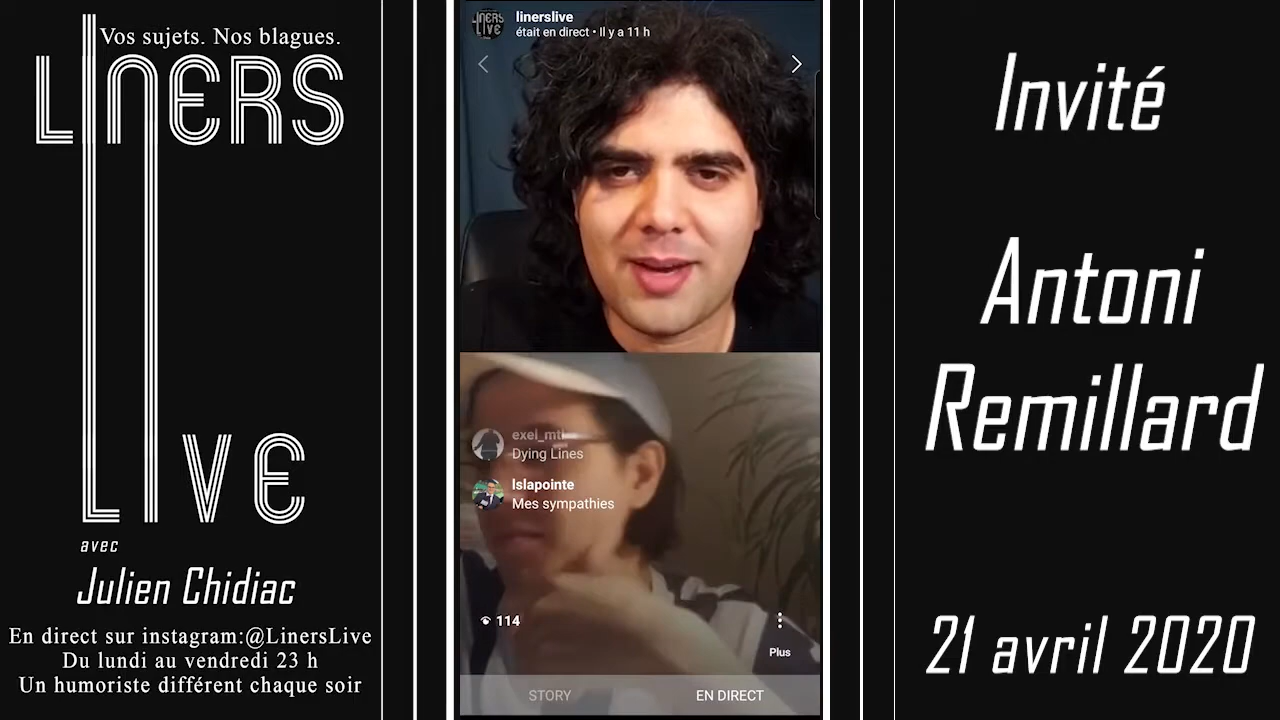 Vos sujets. Nos blagues.
LINERS
LIVE
avec
Julien Chidiac
En direct sur instagram:@LinersLive
Du lundi au vendredi 23 h
Un humoriste différent chaque soir
LINERS
LIVE
linerslive
était en direct • Il y a 11 h
exel_mtl
Dying Lines
lslapointe
Mes sympathies
114
Plus
STORY
EN DIRECT
Invité
Antoni
Remillard
21 avril 2020